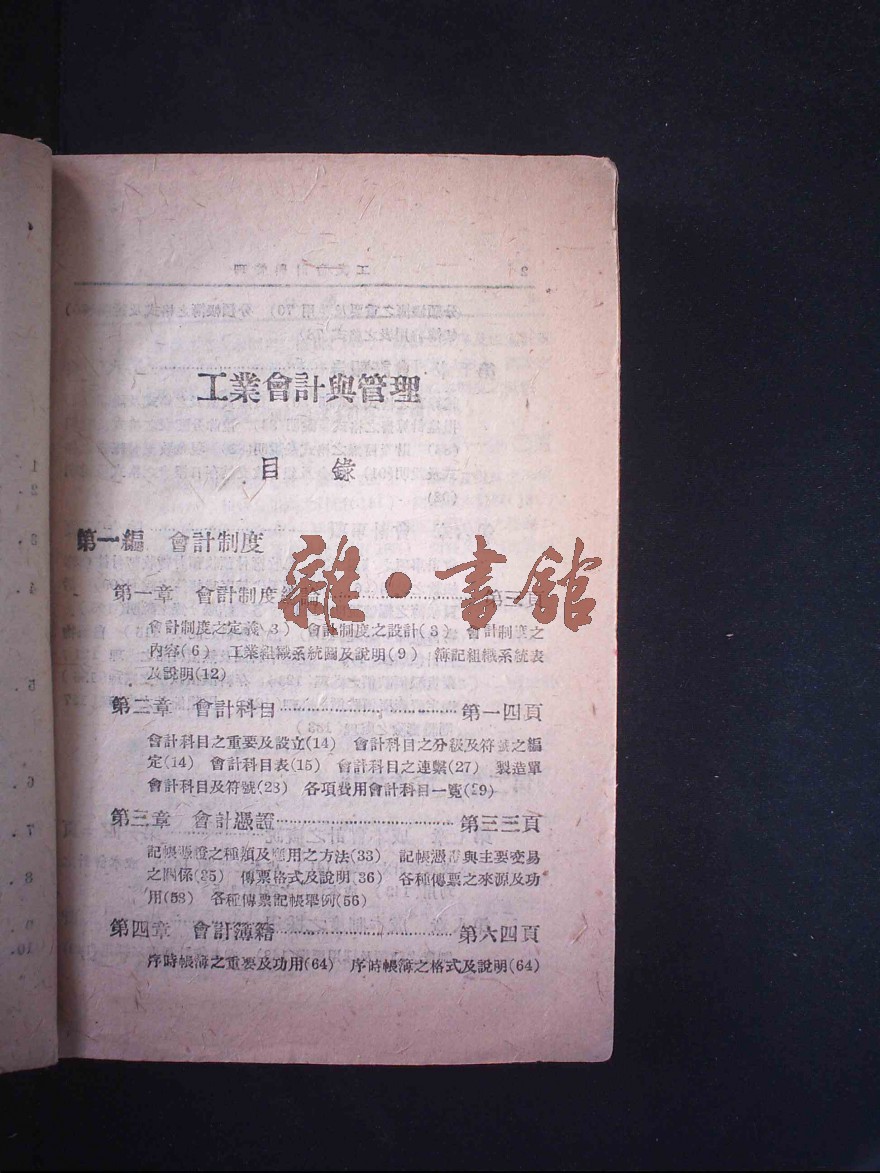 工業會計與管理
目錄
第一編 會計制度
第一章 會計制度總論……第三頁
會計制度之定義(3) 會計制度之設計(3) 會計制度之
內容(6) 工業組織系統圖及說明(9) 簿記組織系統表
及說明(12)
第二章 會計科目……第一四頁
會計科目之重要及設立(14) 會計科目之分級及符號之編
定(14) 會計科目表(15) 會計科目之連繫(27) 製造單
會計科目及符號(28) 各項費用會計科目一覽(29)
第三章 會計憑證……第三三頁
記帳憑證之種類及應用之方法(33) 記帳憑證與主要交易
之關係(35) 傳票格式及說明(36) 各種傳票之來源及功
用(53) 各種傳票記帳舉例(56)
第四章 會計簿籍……第六四頁
序時帳簿之重要及功用(64) 序時帳簿之格式及說明(64)
雜·書館